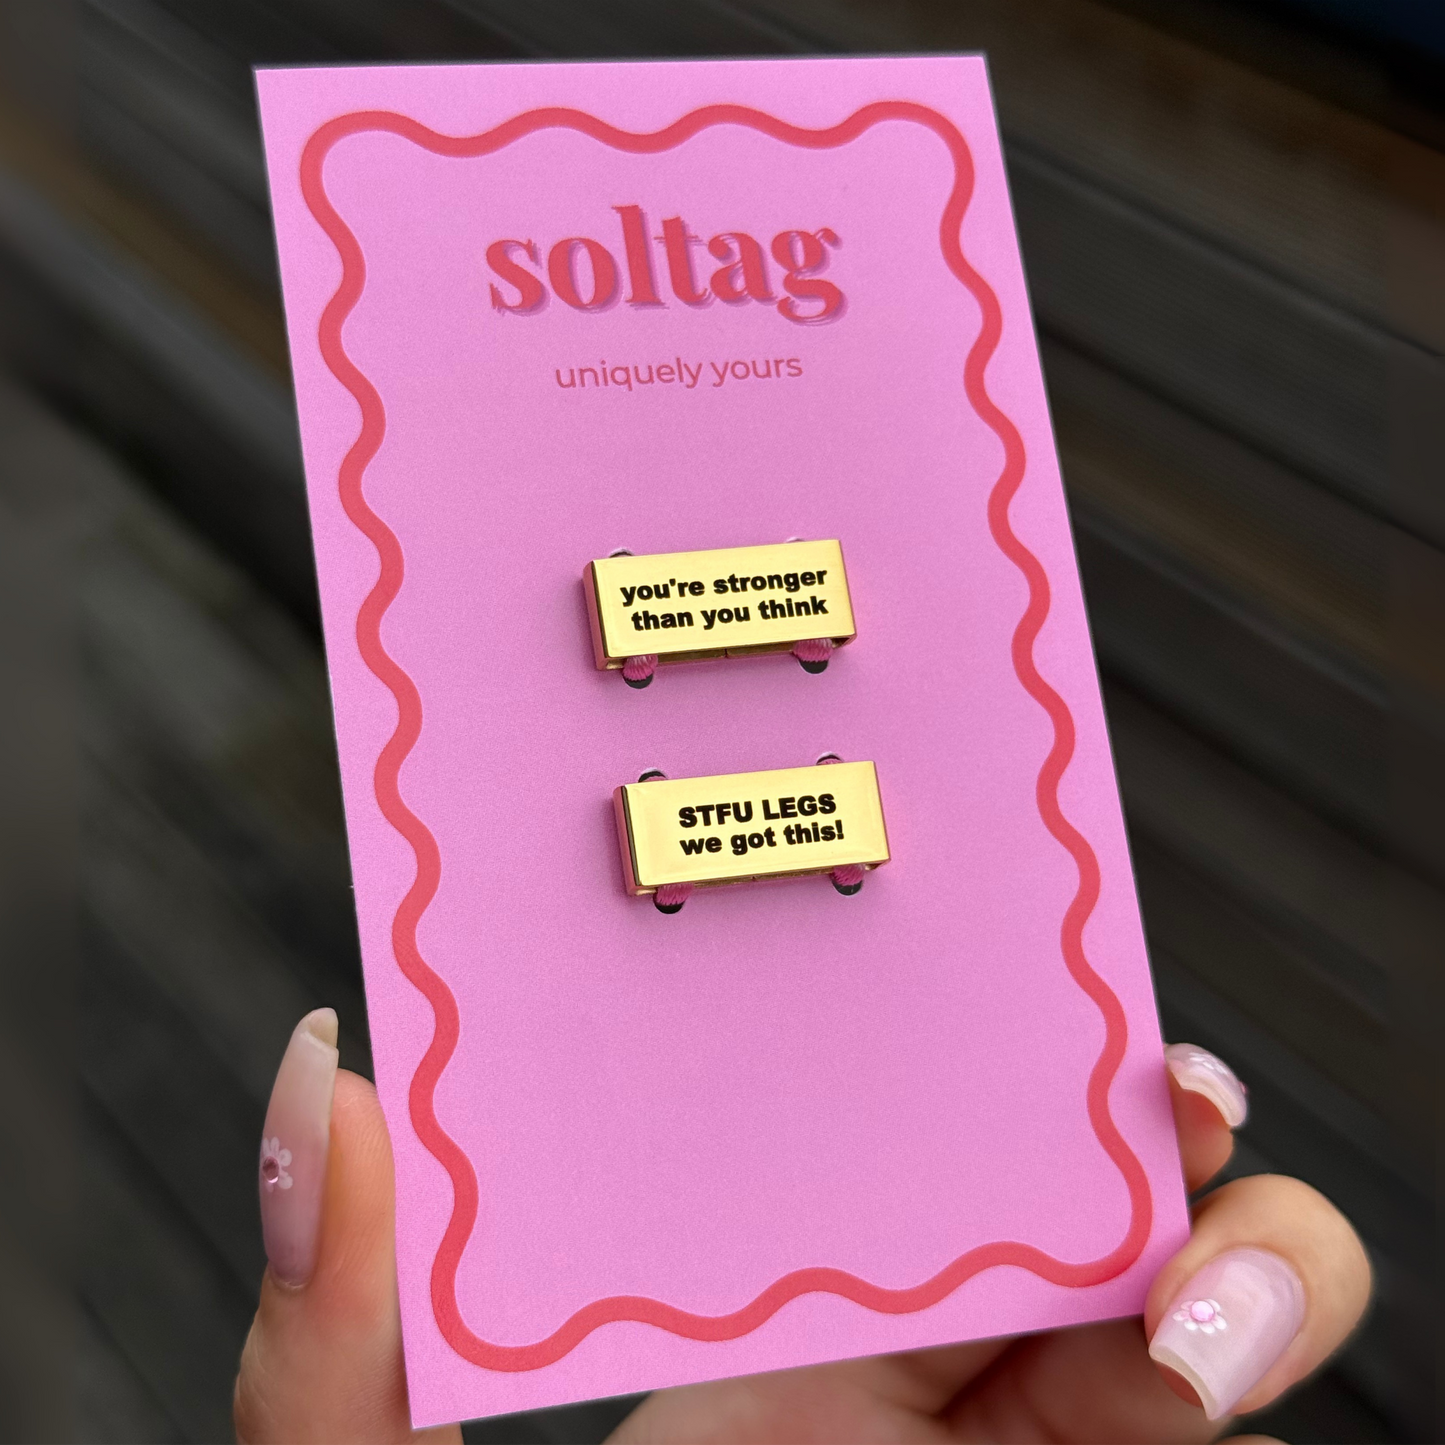 soltag
uniquely yours
you're stronger
than you think
STFU LEGS
we got this!